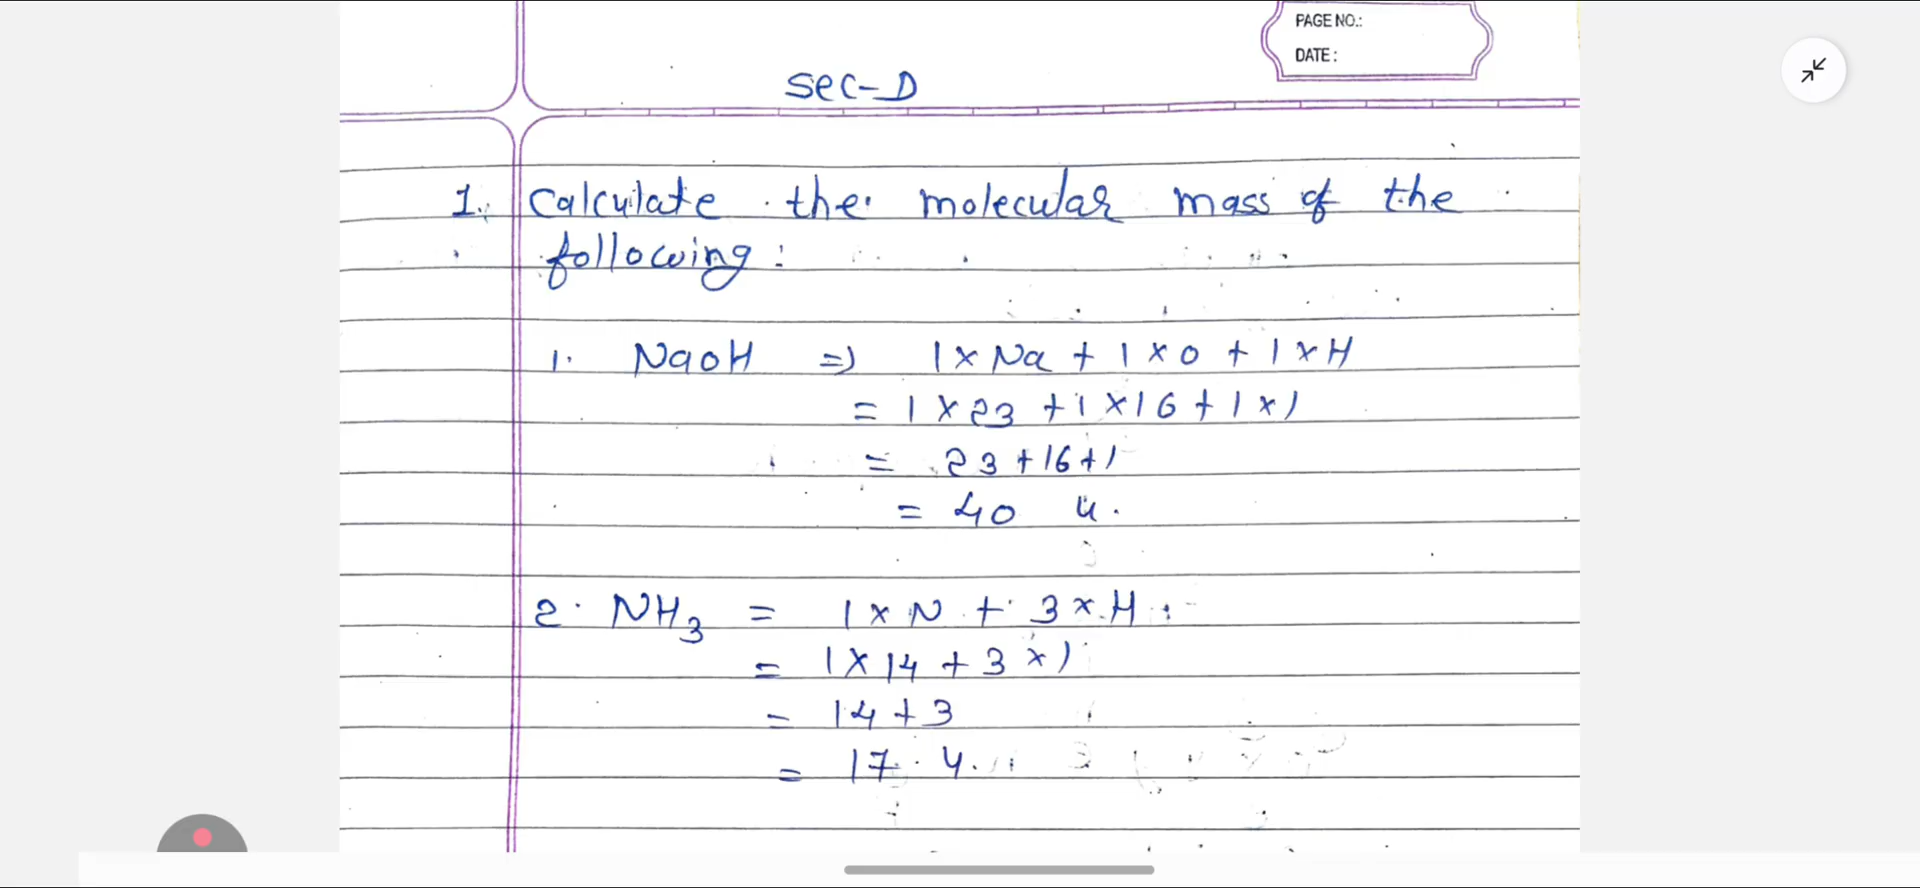 PAGE NO.:
DATE:
Sec-D
1. Calculate the molecular mass of the
following:
1. NaOH => 1 x Na + 1 x O + 1 x H
= 1 x 23 + 1 x 16 + 1 x 1
= 23 + 16 + 1
= 40 u.
2. NH3 = 1 x N + 3 x H
= 1 x 14 + 3 x 1
= 14 + 3
= 17 u.